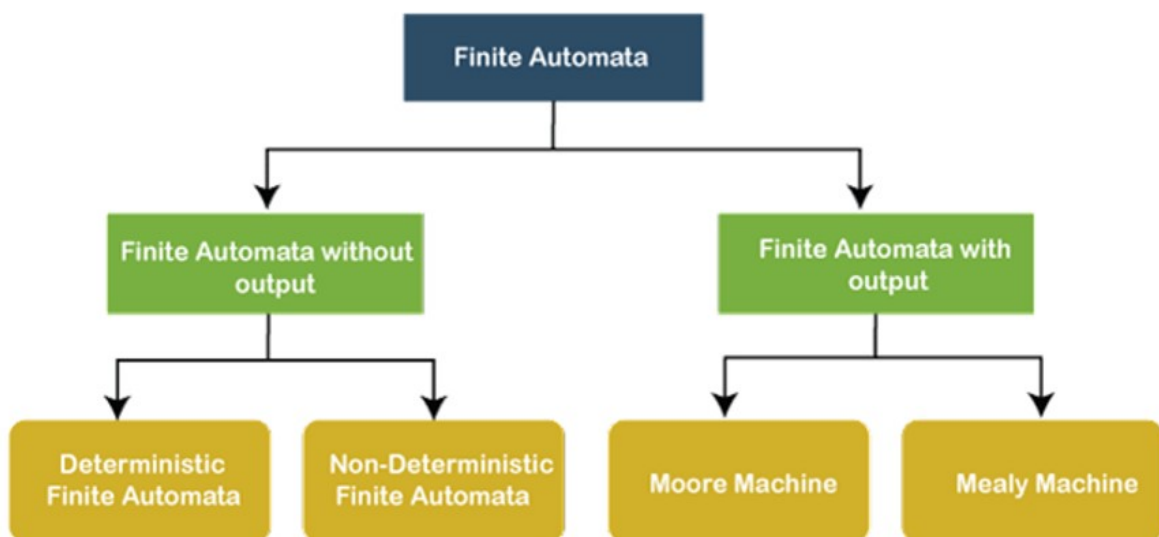 Finite Automata
Finite Automata without
output
Finite Automata with
output
Deterministic
Finite Automata
Non-Deterministic
Finite Automata
Moore Machine
Mealy Machine